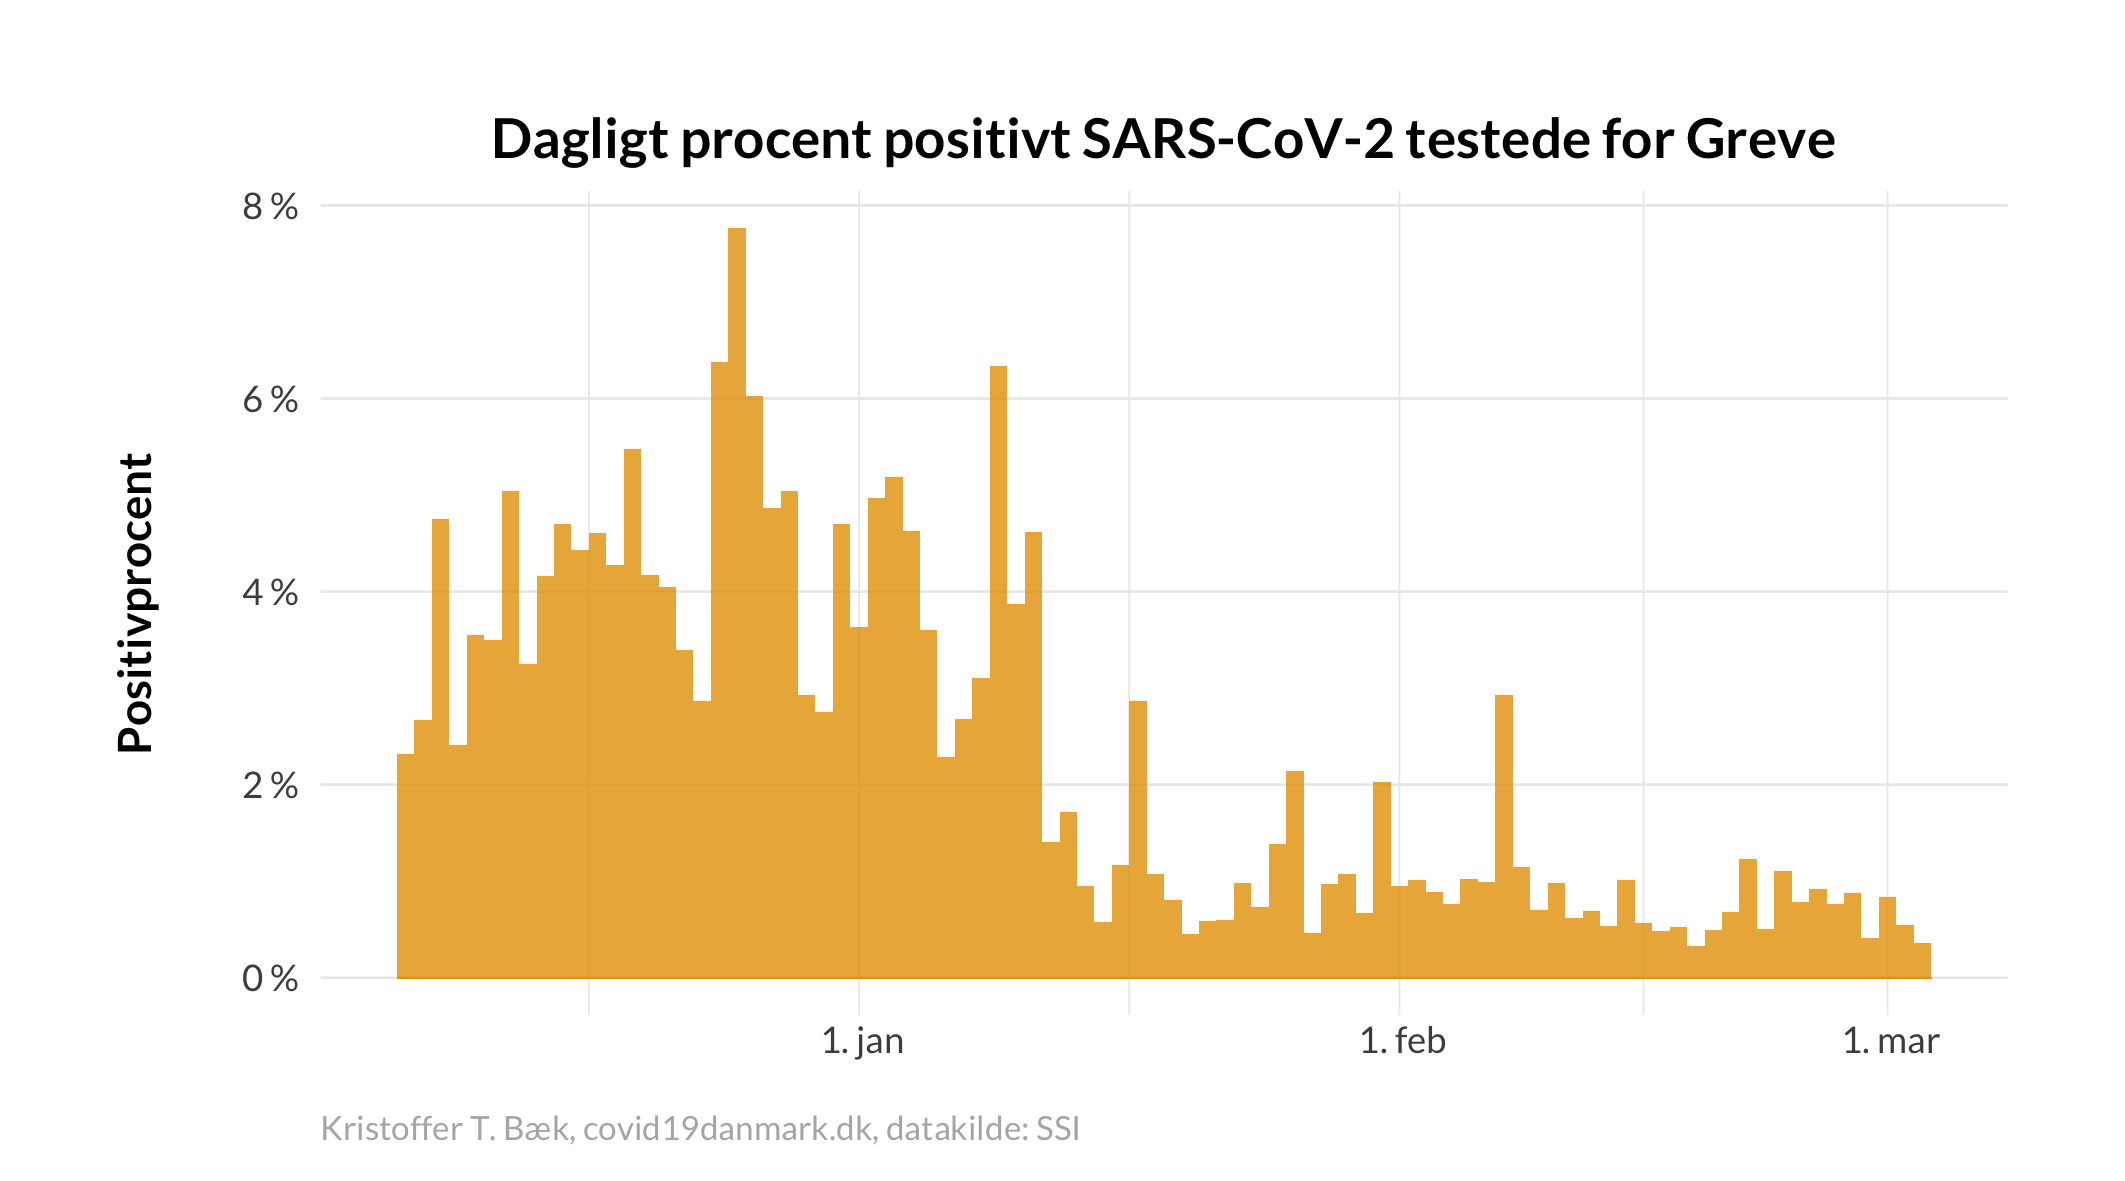 Dagligt procent positivt SARS-CoV-2 testede for Greve
Positivprocent
8 %
6 %
4 %
2 %
0 %
1. jan
1. feb
1. mar
Kristoffer T. Bæk, covid19danmark.dk, datakilde: SSI